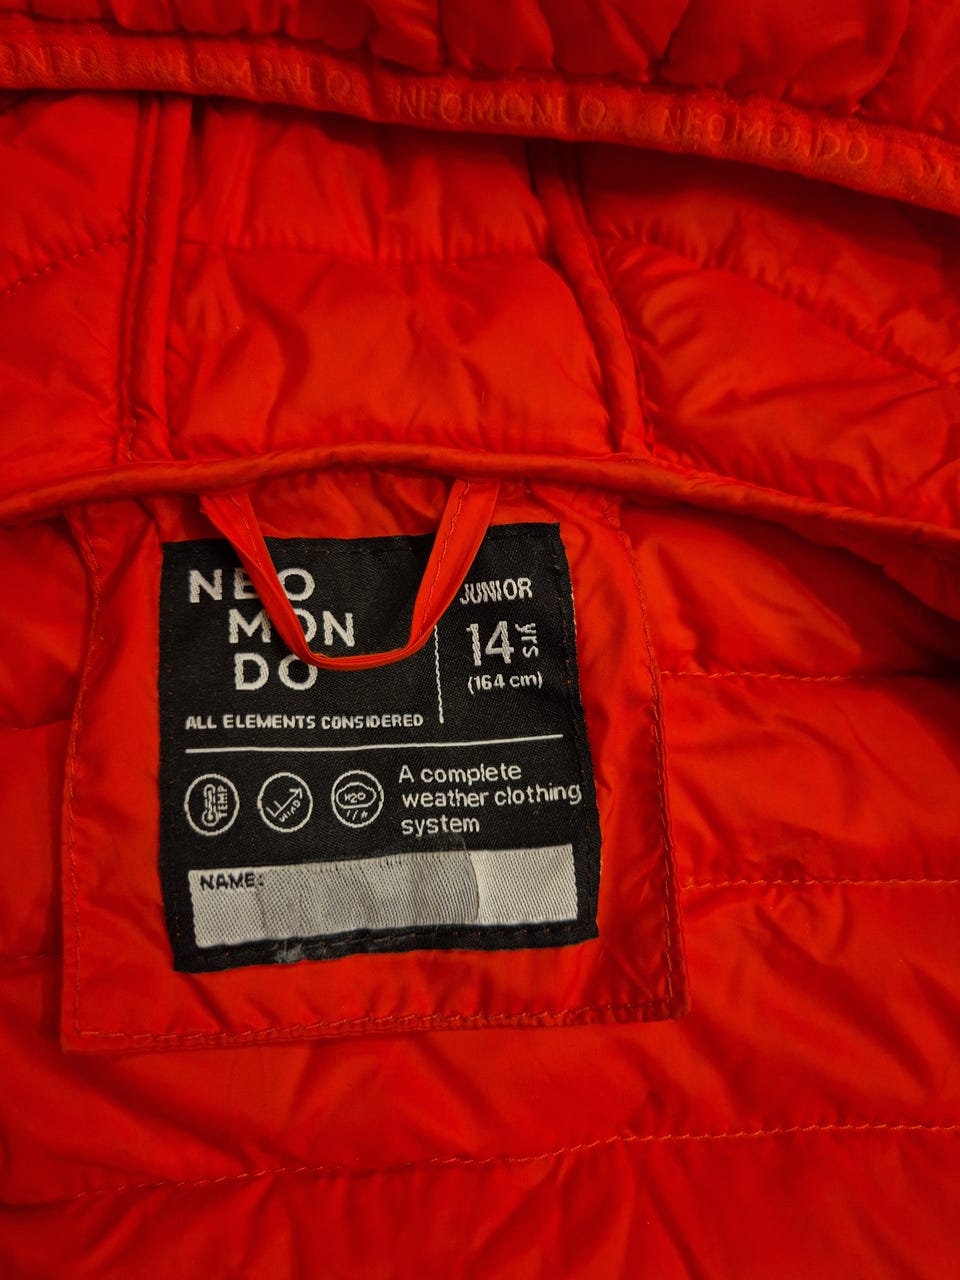 ONDO NEOMONDO NEOMONDO NEOMONDO
NEO
MON
DO
JUNIOR
14 yrs
(164 cm)
ALL ELEMENTS CONSIDERED
TEMP
WIND
H2O
A complete
weather clothing
system
NAME: